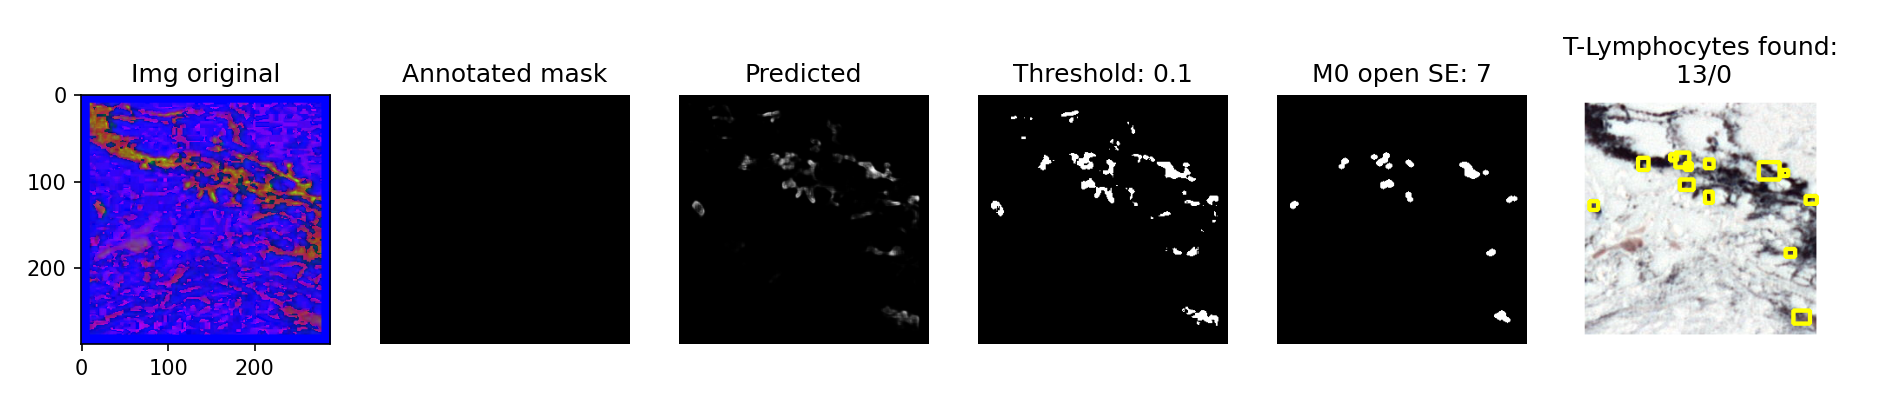 Img original
Annotated mask
Predicted
Threshold: 0.1
M0 open SE: 7
T-Lymphocytes found:
13/0
0
100
200
0
100
200